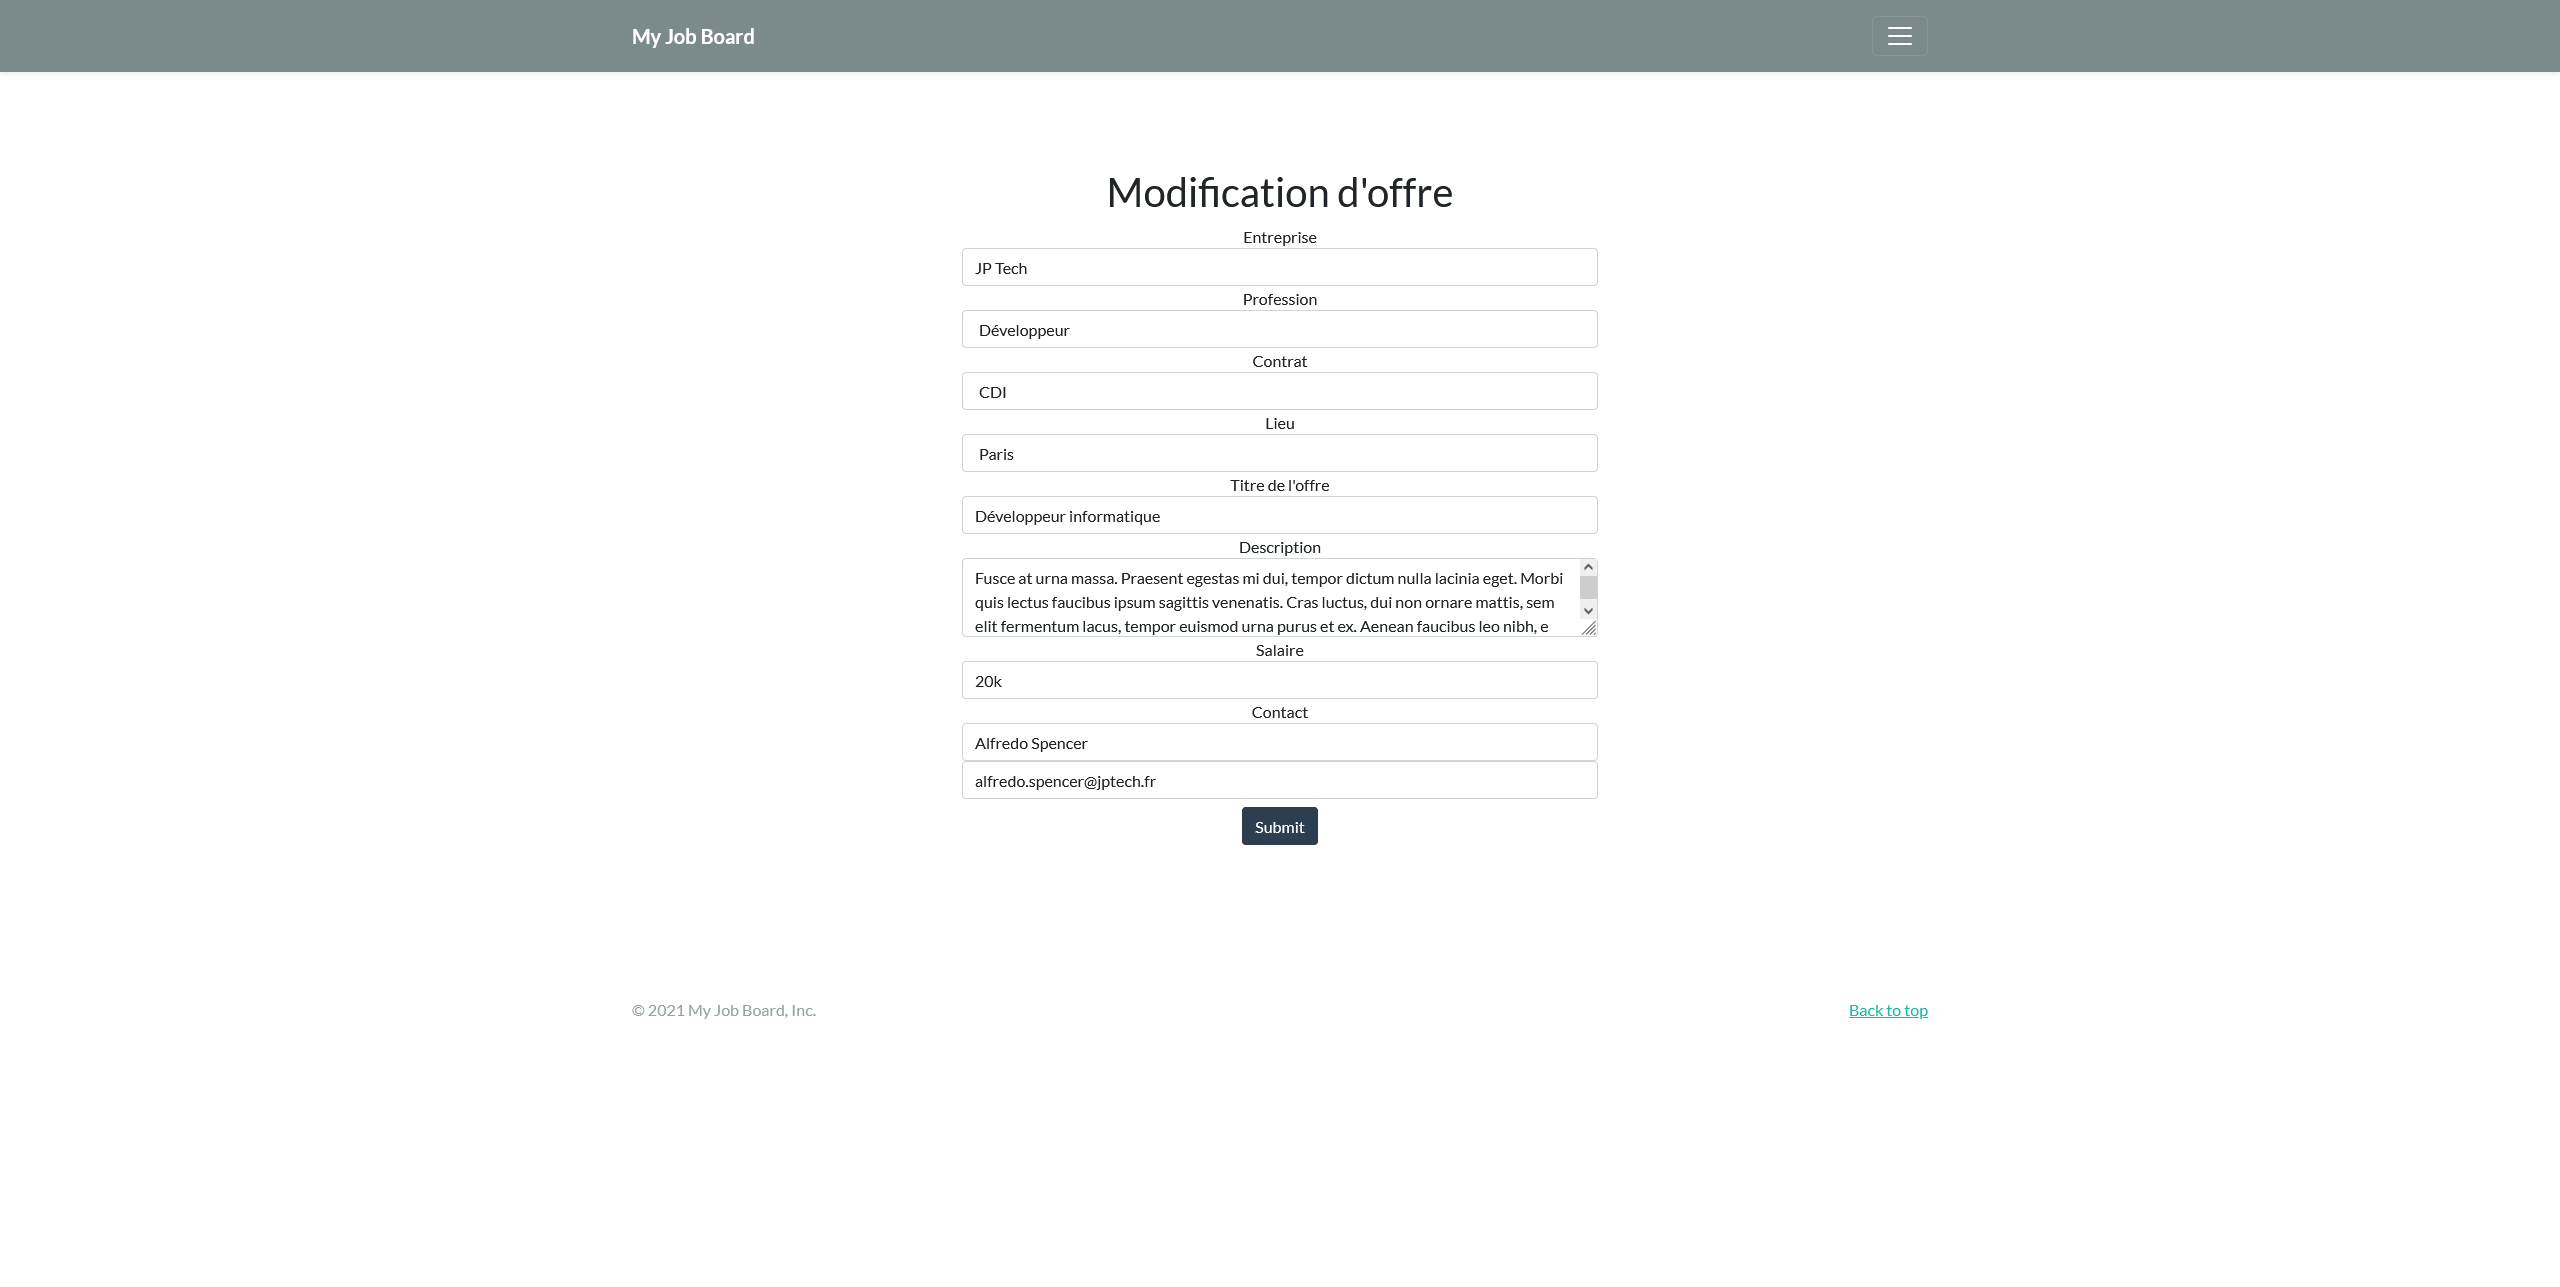 My Job Board
Modification d'offre
Entreprise
JP Tech
Profession
Développeur
Contrat
CDI
Lieu
Paris
Titre de l'offre
Développeur informatique
Description
Fusce at urna massa. Praesent egestas mi dui, tempor dictum nulla lacinia eget. Morbi
quis lectus faucibus ipsum sagittis venenatis. Cras luctus, dui non ornare mattis, sem
elit fermentum lacus, tempor euismod urna purus et ex. Aenean faucibus leo nibh, e
Salaire
20k
Contact
Alfredo Spencer
alfredo.spencer@jptech.fr
Submit
© 2021 My Job Board, Inc.
Back to top